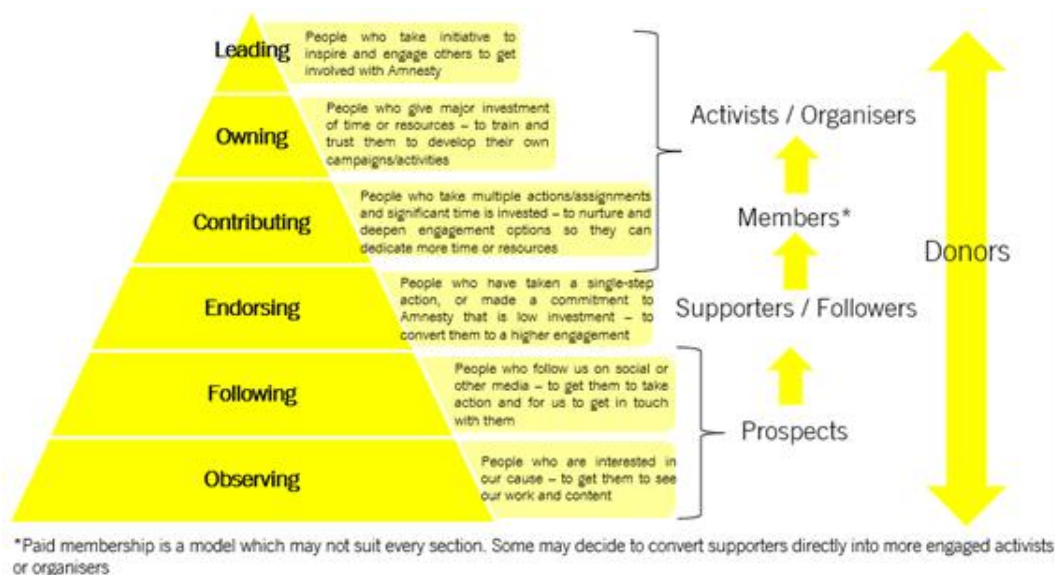 Leading
People who take initiative to
inspire and engage others to get
involved with Amnesty
Owning
People who give major investment
of time or resources – to train and
trust them to develop their own
campaigns/activities
Contributing
People who take multiple actions/assignments
and significant time is invested – to nurture and
deepen engagement options so they can
dedicate more time or resources
Endorsing
People who have taken a single-step
action, or made a commitment to
Amnesty that is low investment – to
convert them to a higher engagement
Following
People who follow us on social or
other media – to get them to take
action and for us to get in touch
with them
Observing
People who are interested in
our cause – to get them to see
our work and content
Activists / Organisers
Members*
Supporters / Followers
Prospects
Donors
*Paid membership is a model which may not suit every section. Some may decide to convert supporters directly into more engaged activists
or organisers